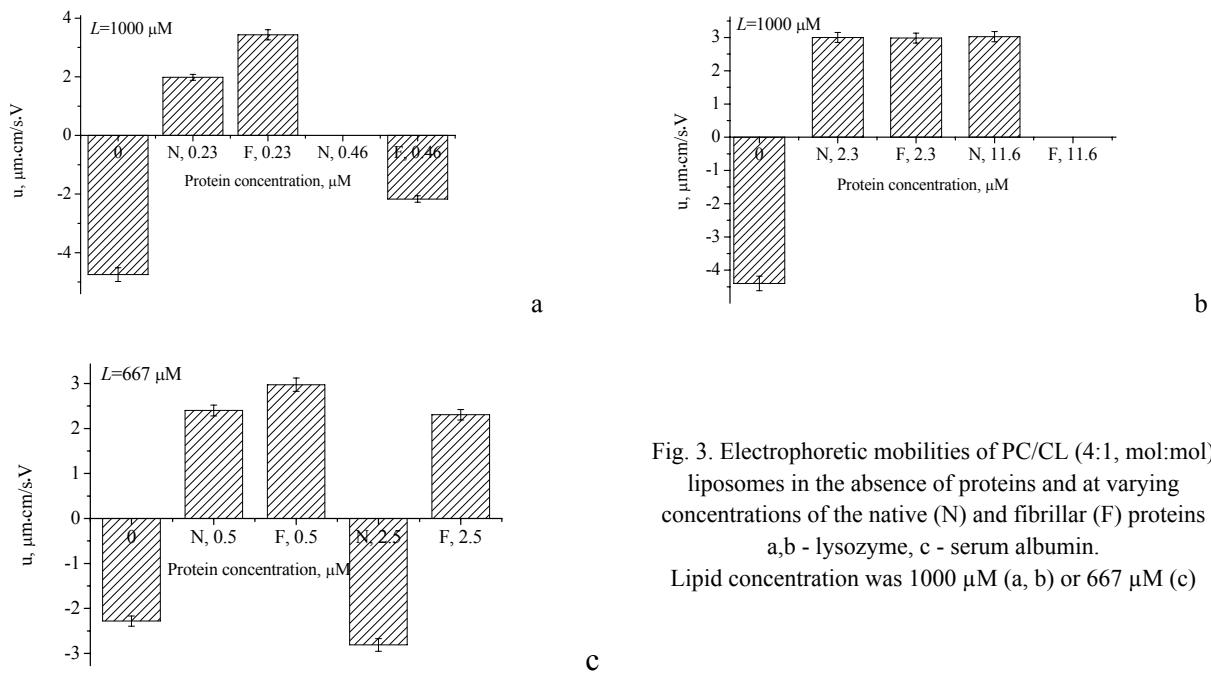 L=1000 µM
4
2
0
-2
-4
0
N, 0.23
F, 0.23
N, 0.46
F, 0.46
Protein concentration, µM
u, µm·cm/s·V
a
L=1000 µM
3
2
1
0
-1
-2
-3
-4
0
N, 2.3
F, 2.3
N, 11.6
F, 11.6
Protein concentration, µM
u, µm·cm/s·V
b
L=667 µM
3
2
1
0
-1
-2
-3
0
N, 0.5
F, 0.5
N, 2.5
F, 2.5
Protein concentration, µM
u, µm·cm/s·V
c
Fig. 3. Electrophoretic mobilities of PC/CL (4:1, mol:mol)
liposomes in the absence of proteins and at varying
concentrations of the native (N) and fibrillar (F) proteins
a,b - lysozyme, c - serum albumin.
Lipid concentration was 1000 µM (a, b) or 667 µM (c)